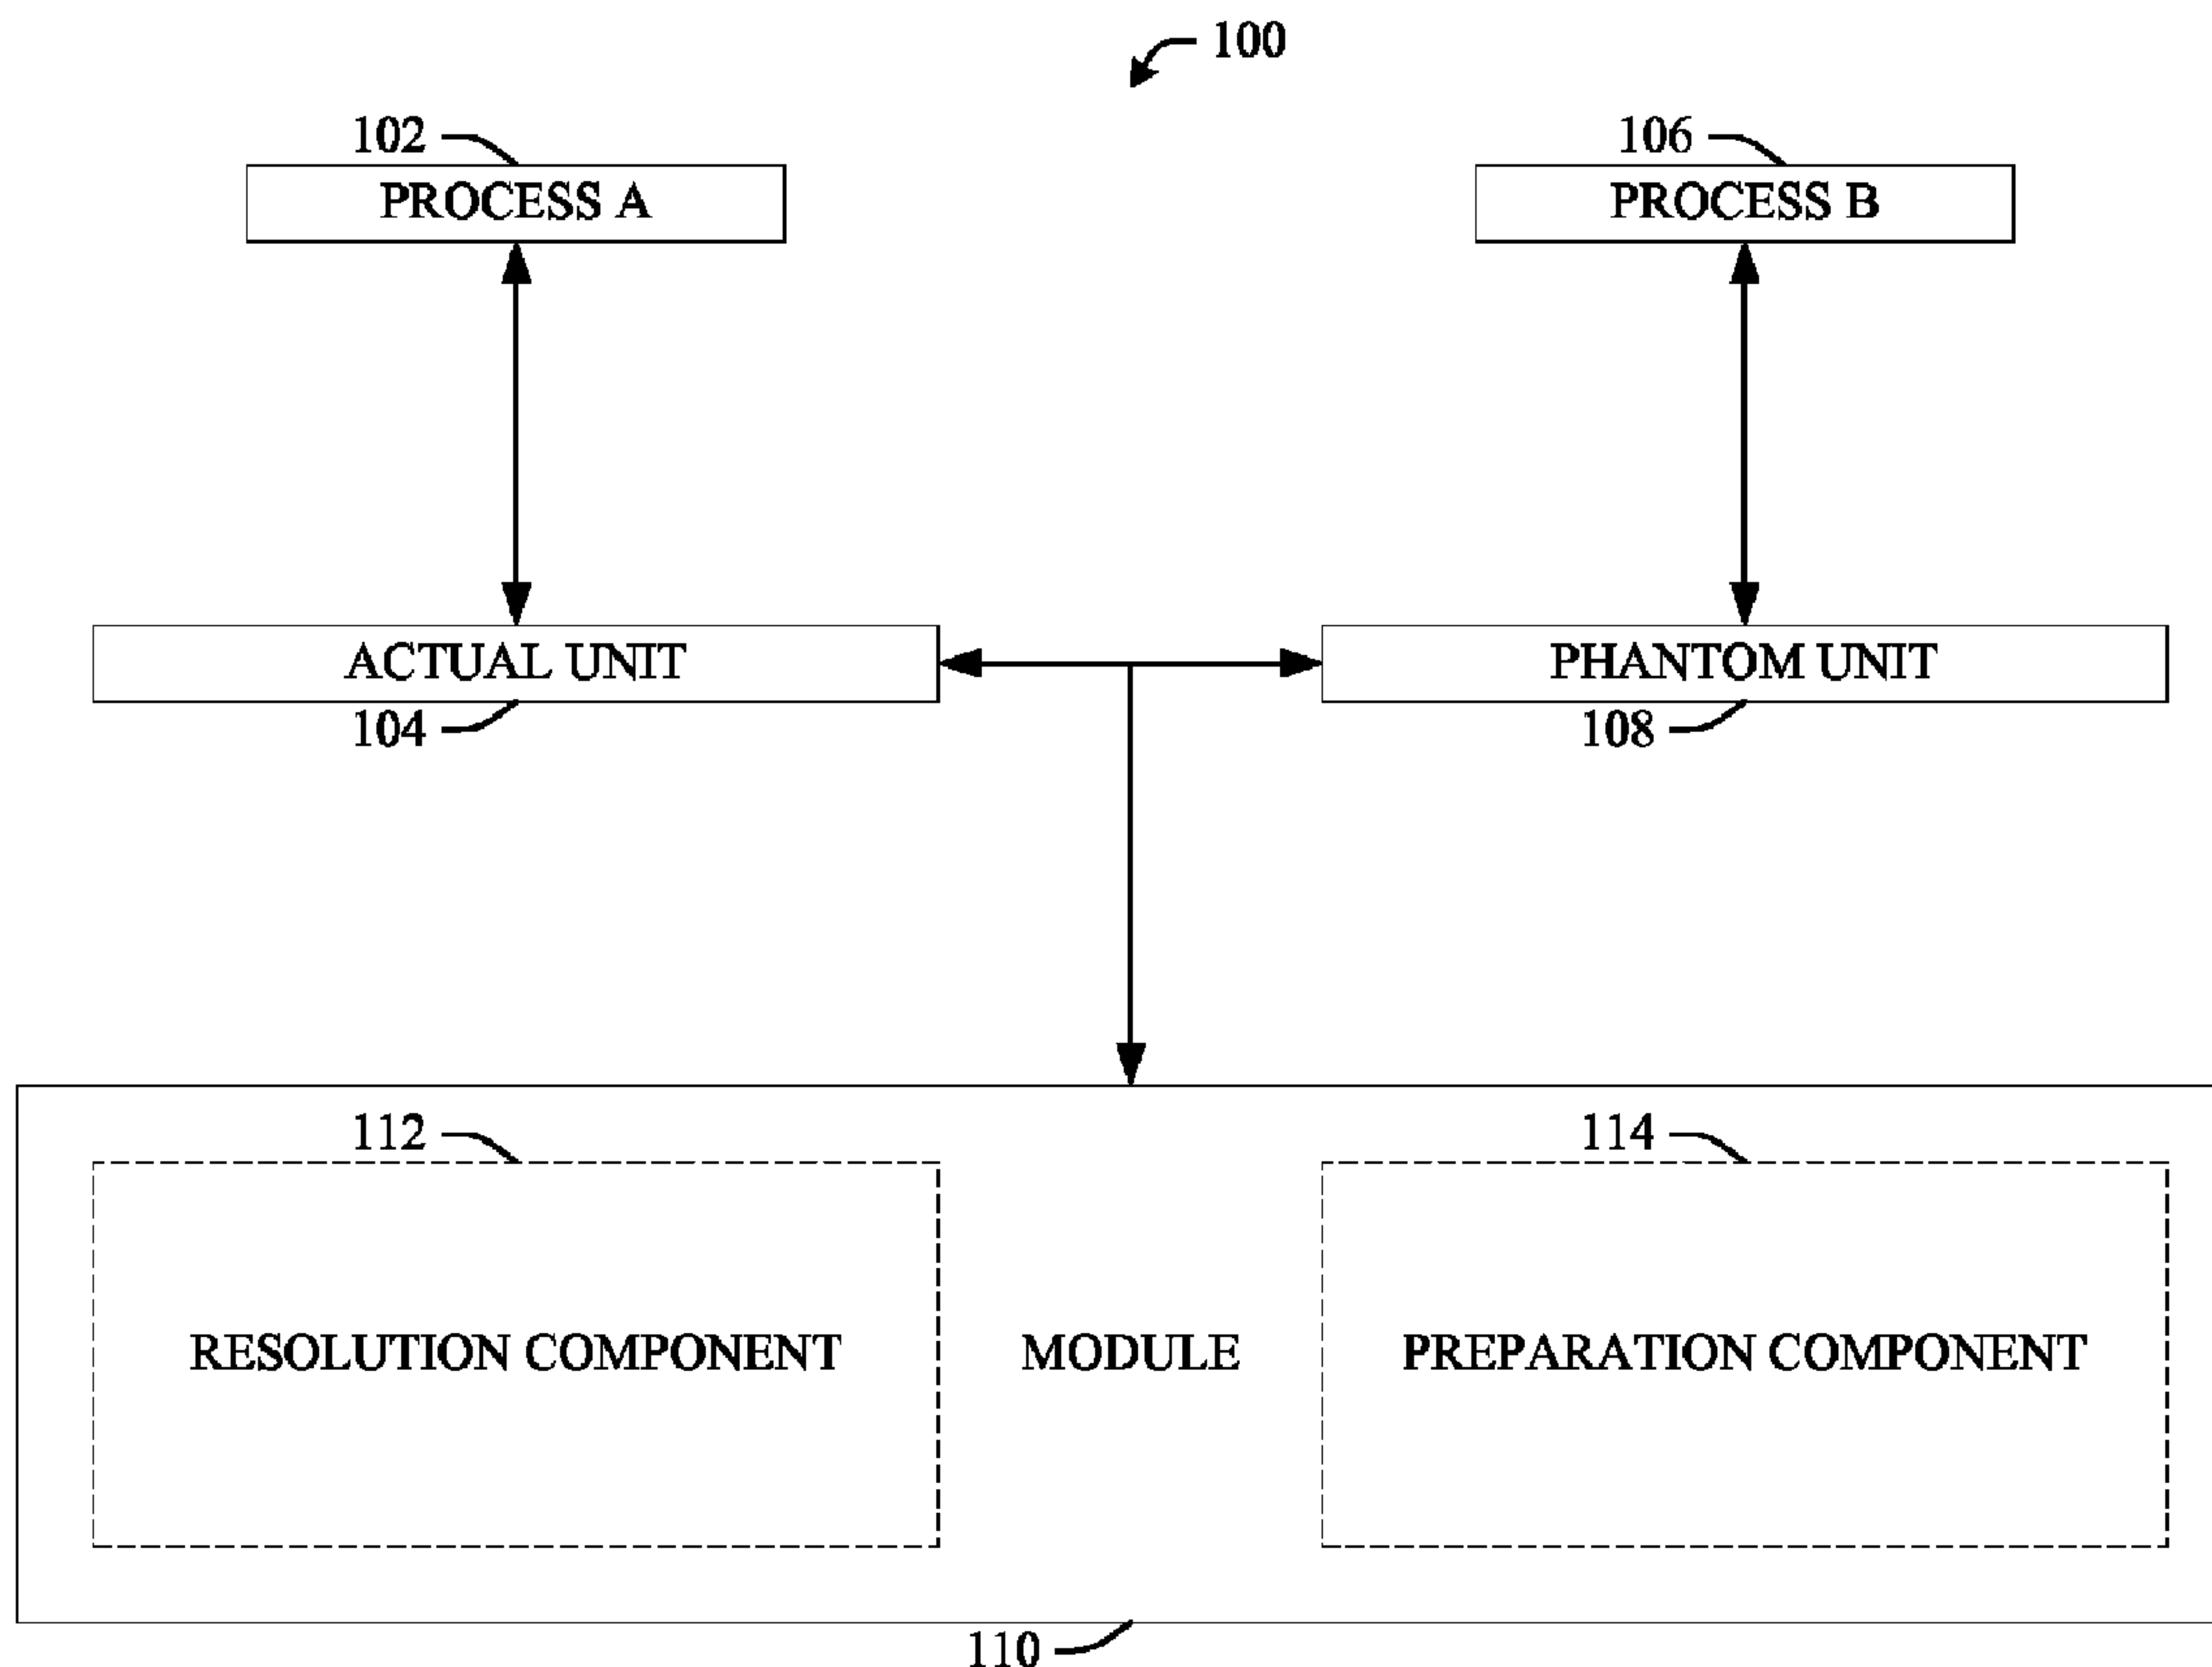 100
102
106
PROCESS A
PROCESS B
ACTUAL UNIT
PHANTOM UNIT
104
108
112
114
RESOLUTION COMPONENT
MODULE
PREPARATION COMPONENT
110